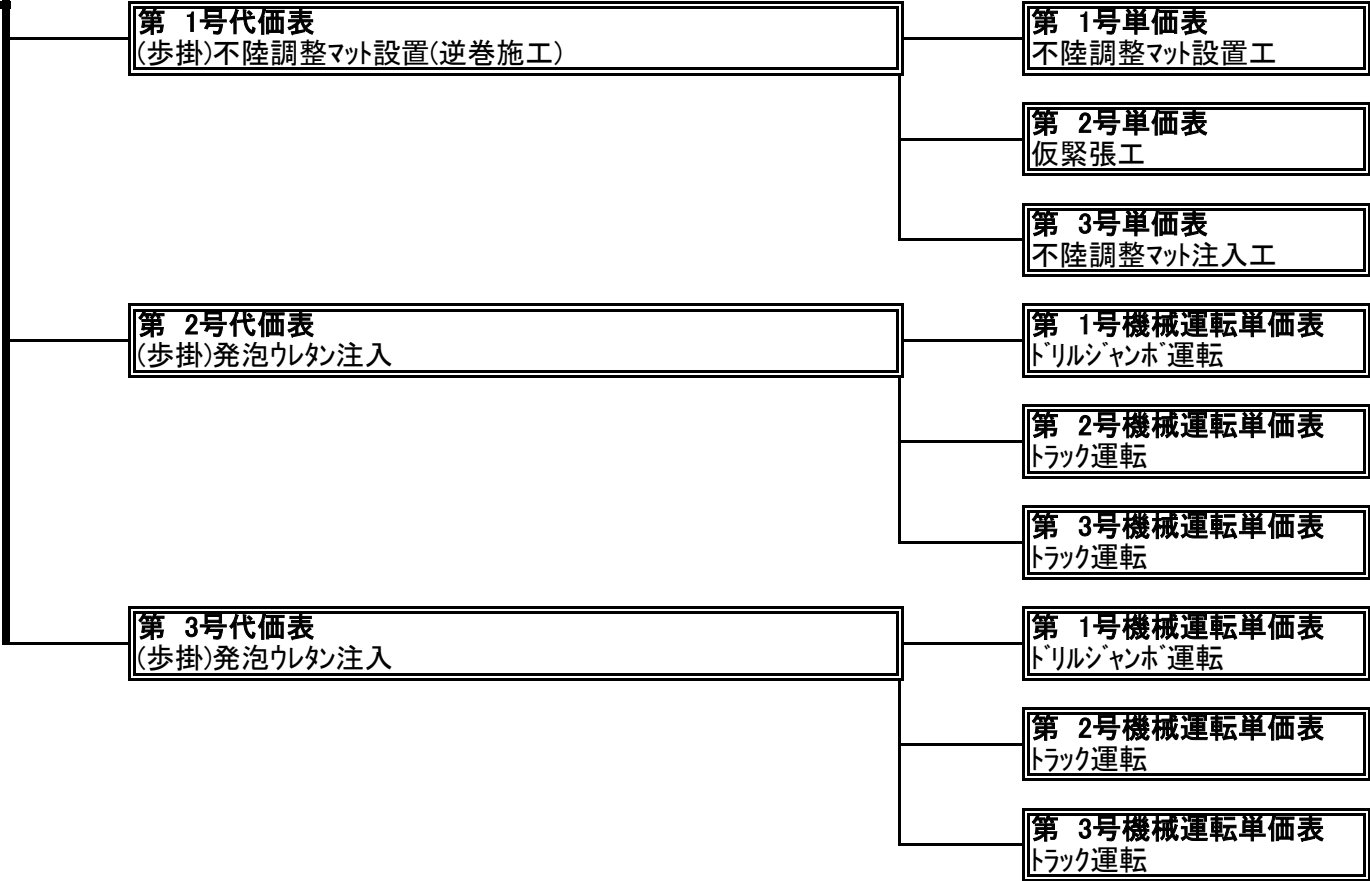 第　1号代価表
(歩掛)不陸調整ﾏｯﾄ設置(逆巻施工)
第　1号単価表
不陸調整ﾏｯﾄ設置工
第　2号単価表
仮緊張工
第　3号単価表
不陸調整ﾏｯﾄ注入工
第　2号代価表
(歩掛)発泡ｳﾚﾀﾝ注入
第　1号機械運転単価表
ﾄﾞﾘﾙｼﾞｬﾝﾎﾞ運転
第　2号機械運転単価表
ﾄﾗｯｸ運転
第　3号機械運転単価表
ﾄﾗｯｸ運転
第　3号代価表
(歩掛)発泡ｳﾚﾀﾝ注入
第　1号機械運転単価表
ﾄﾞﾘﾙｼﾞｬﾝﾎﾞ運転
第　2号機械運転単価表
ﾄﾗｯｸ運転
第　3号機械運転単価表
ﾄﾗｯｸ運転